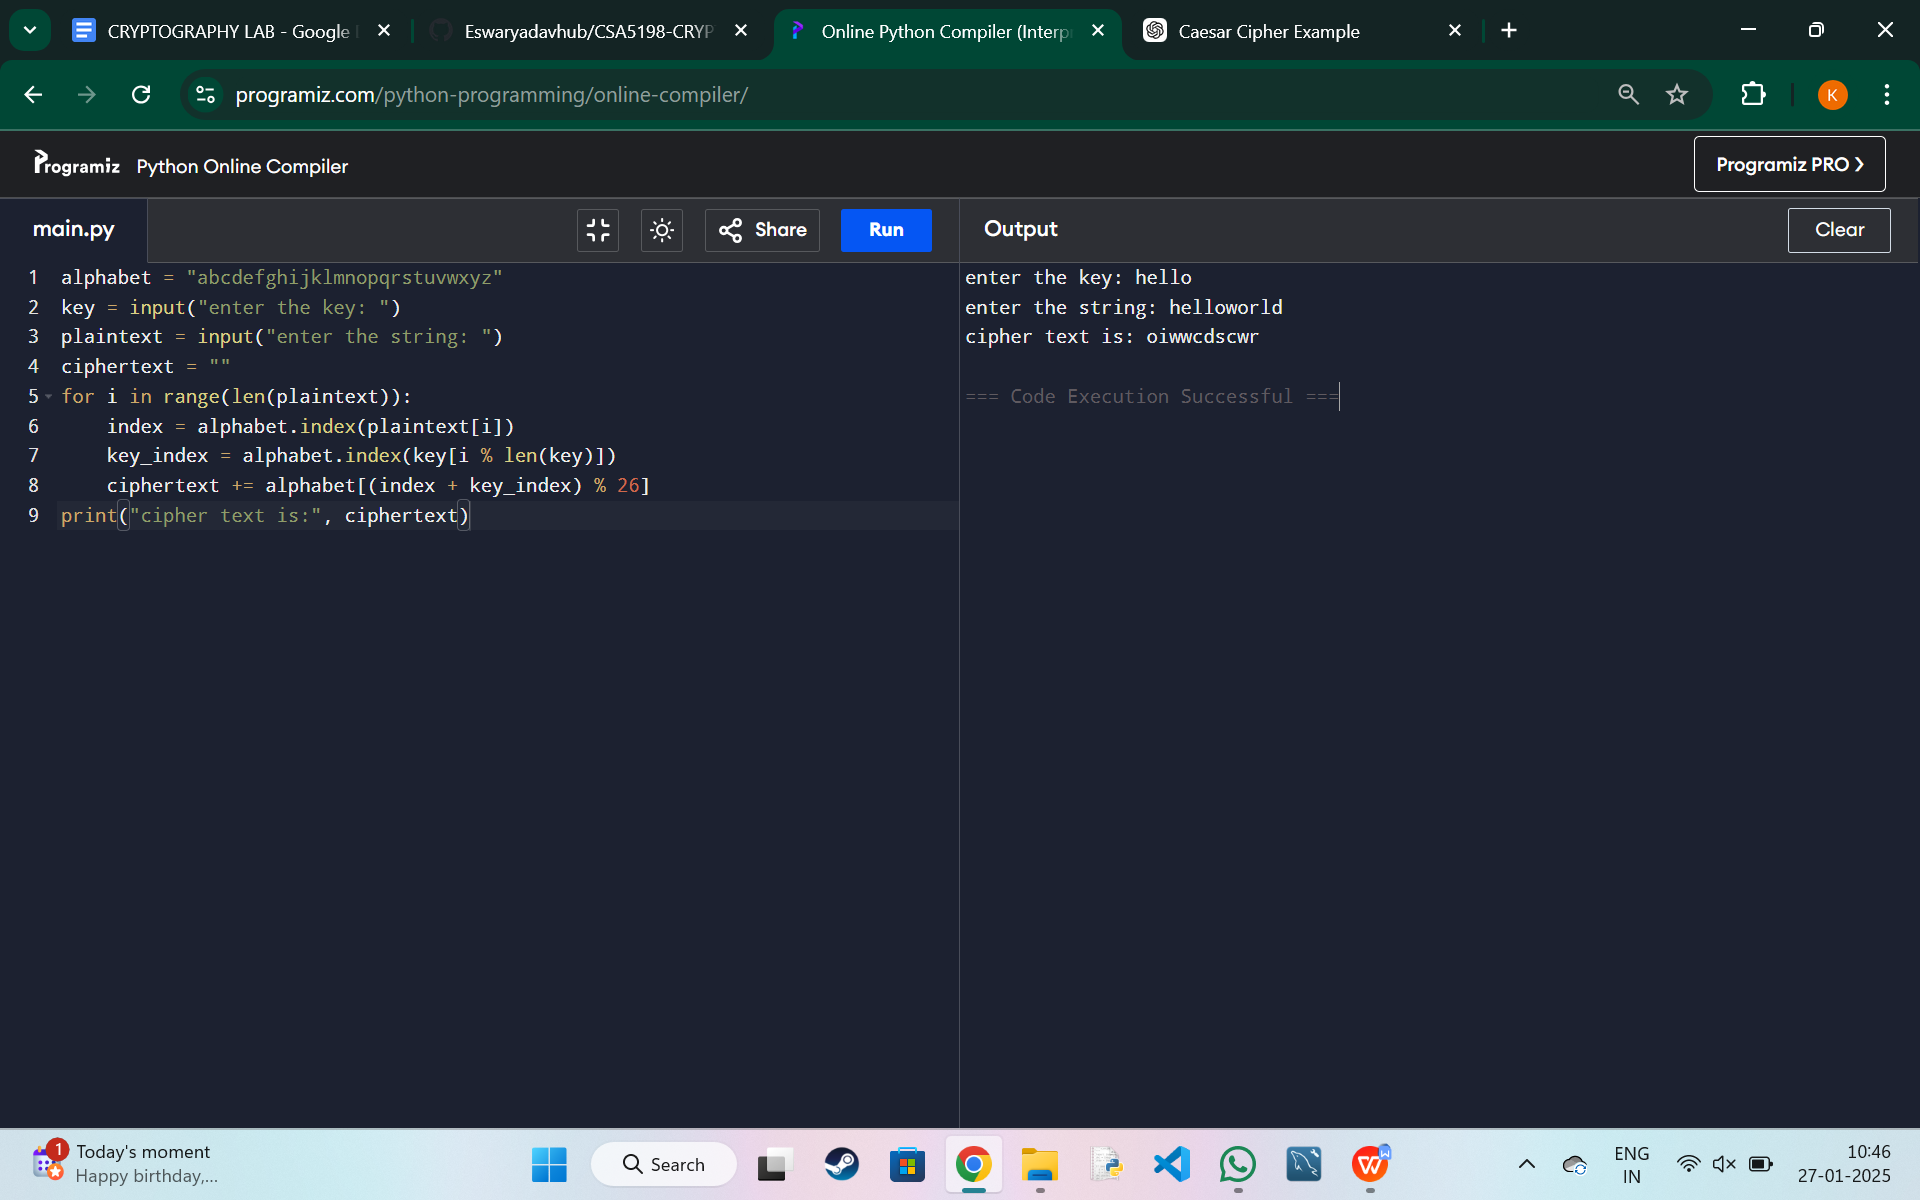 CRYPTOGRAPHY LAB - Google
Eswaryadavhub/CSA5198-CRYP
Online Python Compiler (Interp
Caesar Cipher Example
programiz.com/python-programming/online-compiler/
K
Programiz
Python Online Compiler
Programiz PRO
main.py
Share
Run
Output
Clear
1 alphabet = "abcdefghijklmnopqrstuvwxyz"
2 key = input("enter the key: ")
3 plaintext = input("enter the string: ")
4 ciphertext = ""
5 for i in range(len(plaintext)):
6 index = alphabet.index(plaintext[i])
7 key_index = alphabet.index(key[i % len(key)])
8 ciphertext += alphabet[(index + key_index) % 26]
9 print("cipher text is:", ciphertext)
enter the key: hello
enter the string: helloworld
cipher text is: oiwwcdscwr
=== Code Execution Successful ===
1
Today's moment
Happy birthday,...
Search
W
W
ENG
IN
10:46
27-01-2025